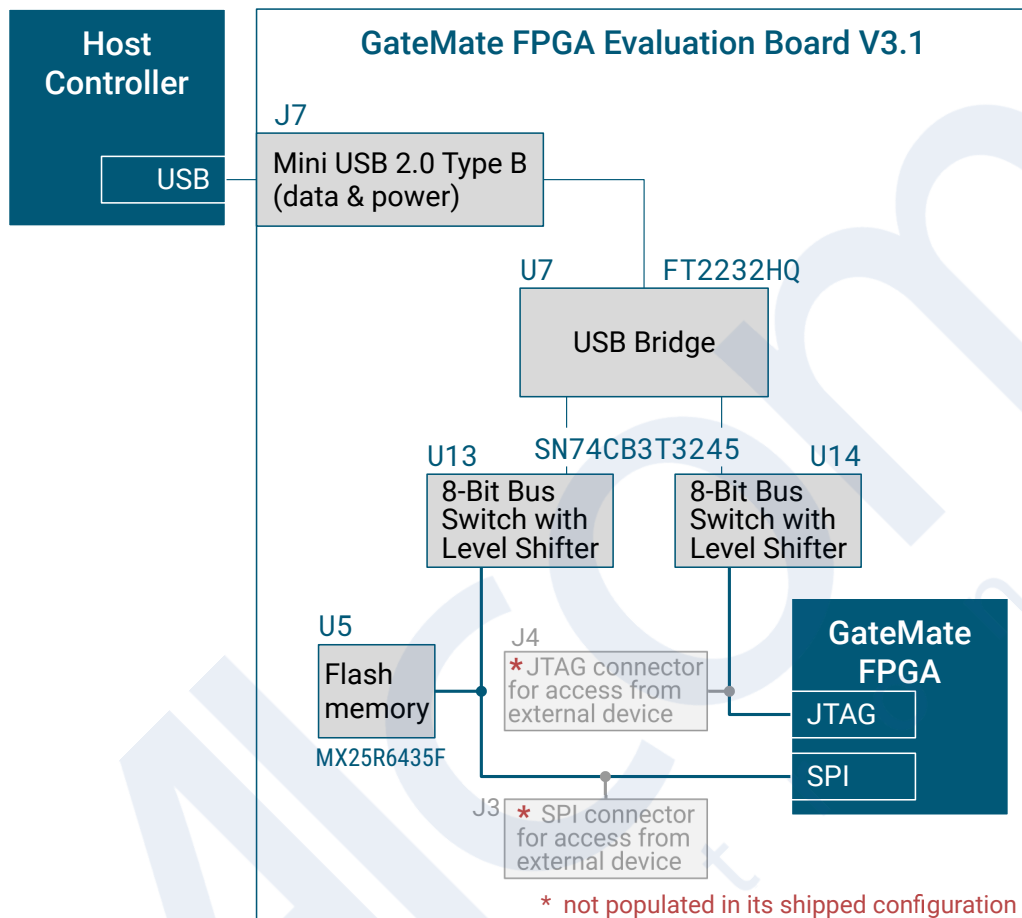 Host
Controller
GateMate FPGA Evaluation Board V3.1
J7
USB
Mini USB 2.0 Type B
(data & power)
U7
FT2232HQ
USB Bridge
SN74CB3T3245
U13
U14
8-Bit Bus
Switch with
Level Shifter
8-Bit Bus
Switch with
Level Shifter
U5
Flash
memory
MX25R6435F
J4
* JTAG connector
for access from
external device
GateMate
FPGA
JTAG
SPI
J3
* SPI connector
for access from
external device
* not populated in its shipped configuration
Alcom